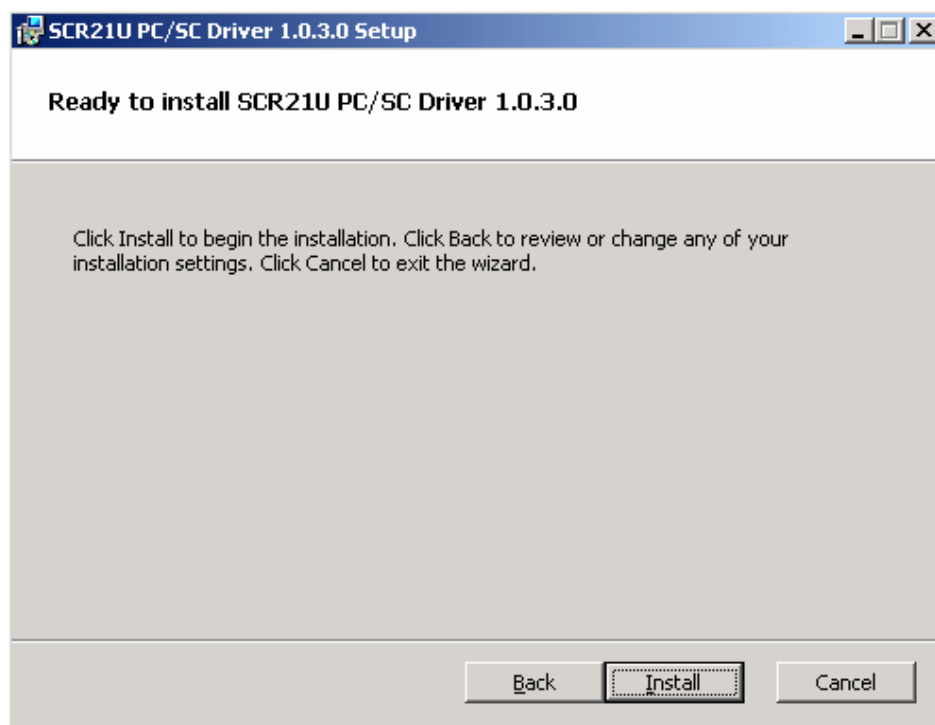 SCR21U PC/SC Driver 1.0.3.0 Setup
Ready to install SCR21U PC/SC Driver 1.0.3.0
Click Install to begin the installation. Click Back to review or change any of your
installation settings. Click Cancel to exit the wizard.
Back Install Cancel